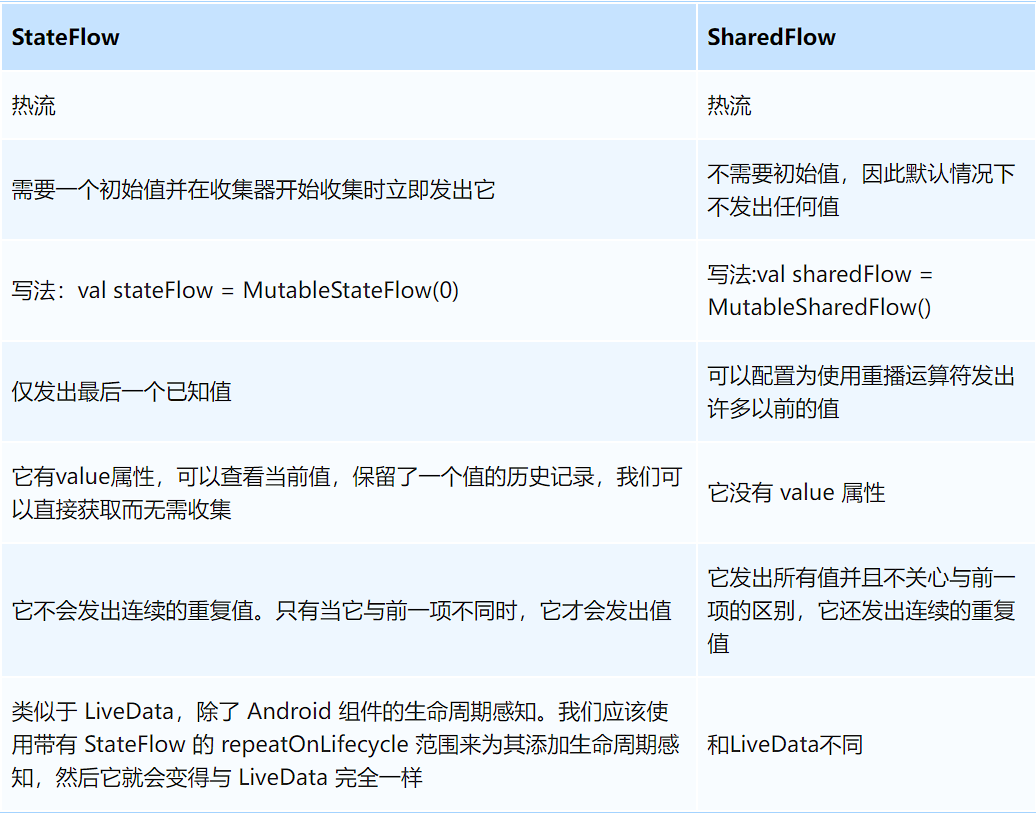 StateFlow
SharedFlow
热流
热流
需要一个初始值并在收集器开始收集时立即发出它
不需要初始值，因此默认情况下
不发出任何值
写法：val stateFlow = MutableStateFlow(0)
写法:val sharedFlow =
MutableSharedFlow()
仅发出最后一个已知值
可以配置为使用重播运算符发出
许多以前的值
它有value属性，可以查看当前值，保留了一个值的历史记录，我们可
以直接获取而无需收集
它没有 value 属性
它不会发出连续的重复值。只有当它与前一项不同时，它才会发出值
它发出所有值并且不关心与前一
项的区别，它还发出连续的重复
值
类似于 LiveData，除了 Android 组件的生命周期感知。我们应该使
用带有 StateFlow 的 repeatOnLifecycle 范围来为其添加生命周期感
知，然后它就会变得与 LiveData 完全一样
和LiveData不同